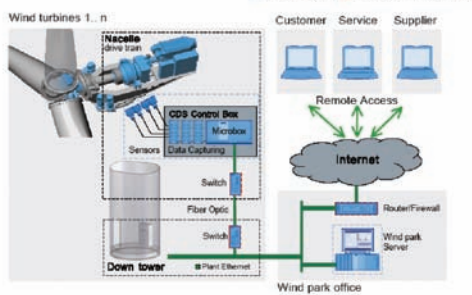 Wind turbines 1.. n
Nacelle
drive train
CDS Control Box
Microbox
Data Capturing
Sensors
Switch
Fiber Optic
Switch
Down tower
Plant Ethernet
Customer
Service
Supplier
Remote Access
Internet
Router/Firewall
Wind park
Server
Wind park office